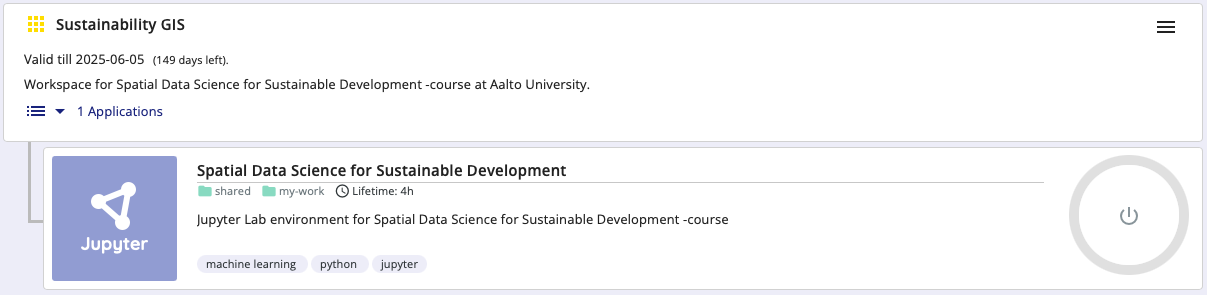 Sustainability GIS
Valid till 2025-06-05 (149 days left).
Workspace for Spatial Data Science for Sustainable Development -course at Aalto University.
1 Applications
Jupyter
Spatial Data Science for Sustainable Development
shared my-work Lifetime: 4h
Jupyter Lab environment for Spatial Data Science for Sustainable Development -course
machine learning python jupyter